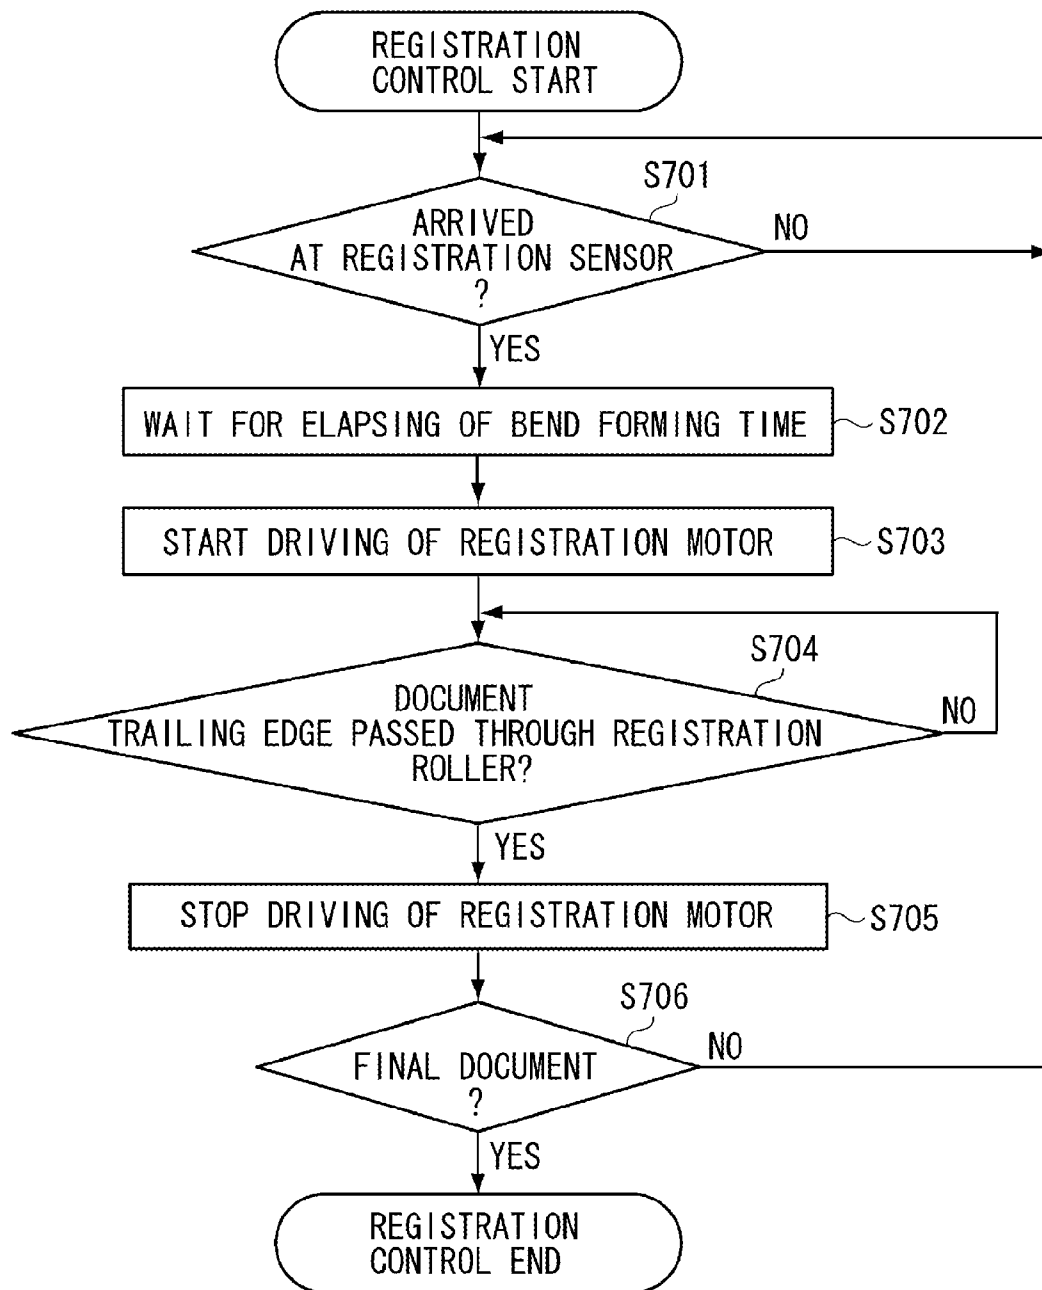 REGISTRATION
CONTROL START
S701
ARRIVED
AT REGISTRATION SENSOR
?
NO
YES
WAIT FOR ELAPSING OF BEND FORMING TIME
S702
START DRIVING OF REGISTRATION MOTOR
S703
S704
DOCUMENT
TRAILING EDGE PASSED THROUGH REGISTRATION
ROLLER?
NO
YES
STOP DRIVING OF REGISTRATION MOTOR
S705
S706
FINAL DOCUMENT
?
NO
YES
REGISTRATION
CONTROL END